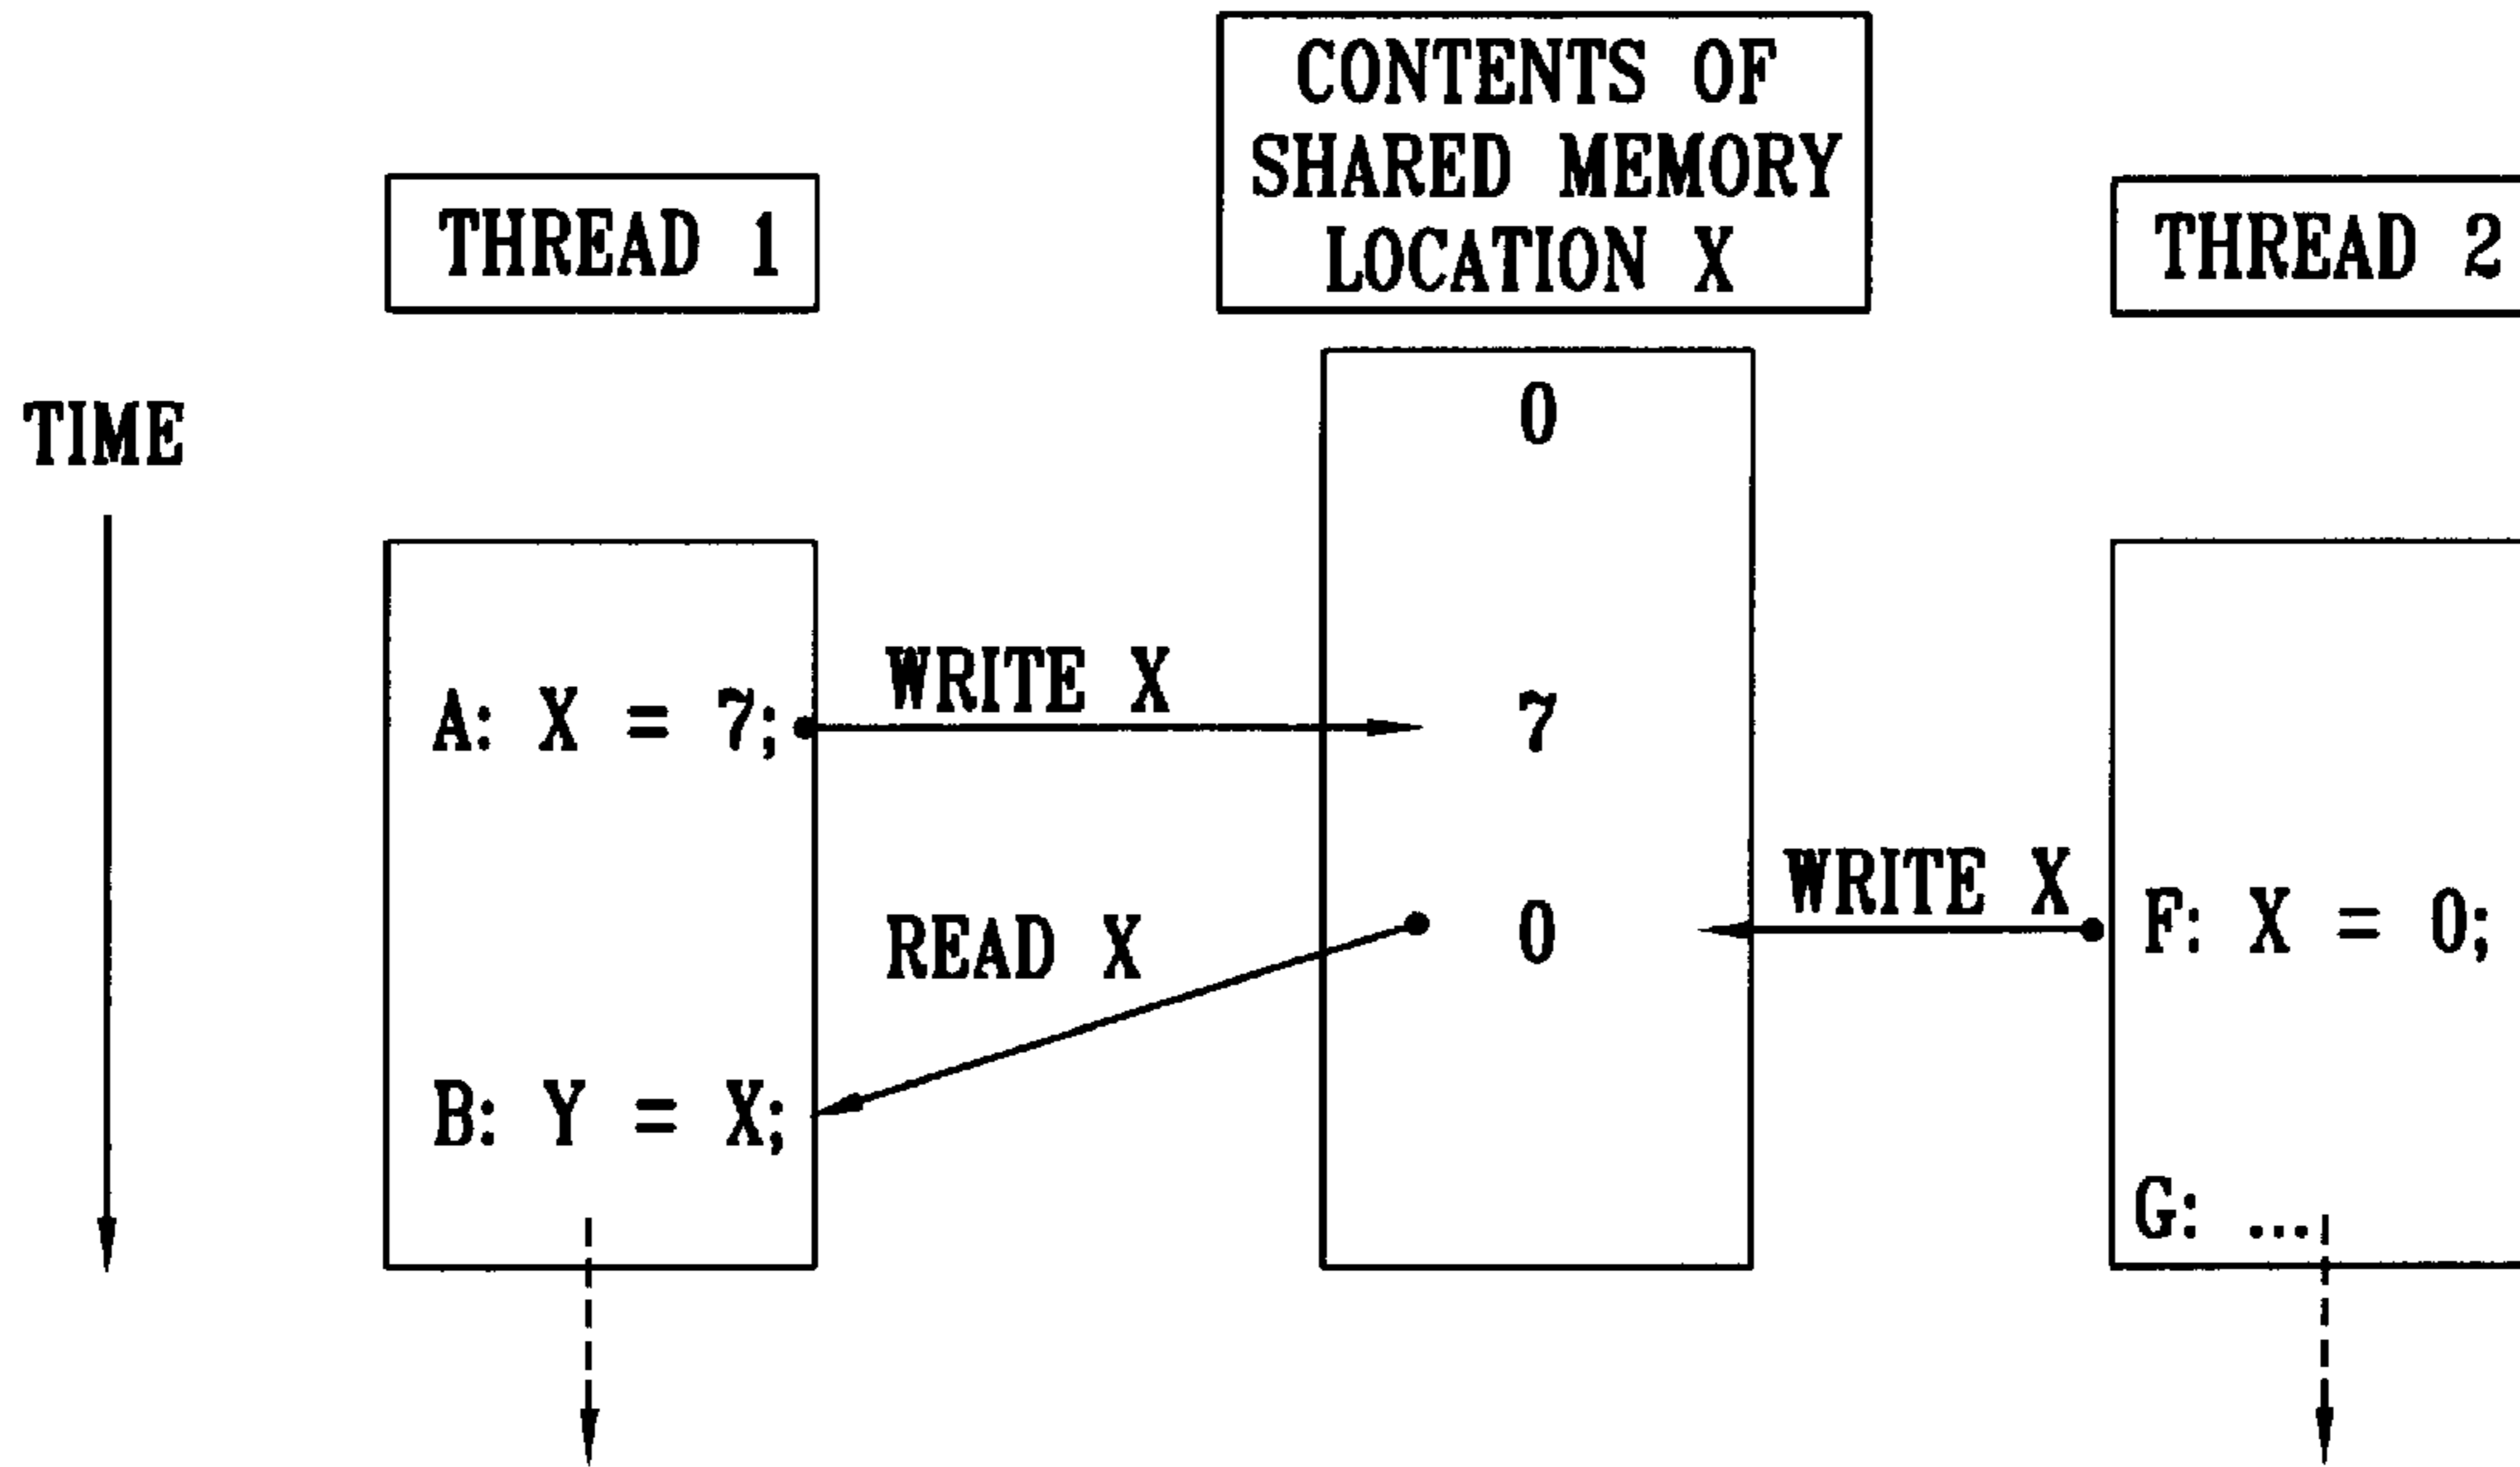 CONTENTS OF
SHARED MEMORY
LOCATION X
THREAD 1
THREAD 2
TIME
0
A: X = 7;
WRITE X
7
WRITE X
F: X = 0;
READ X
0
B: Y = X;
G: ...